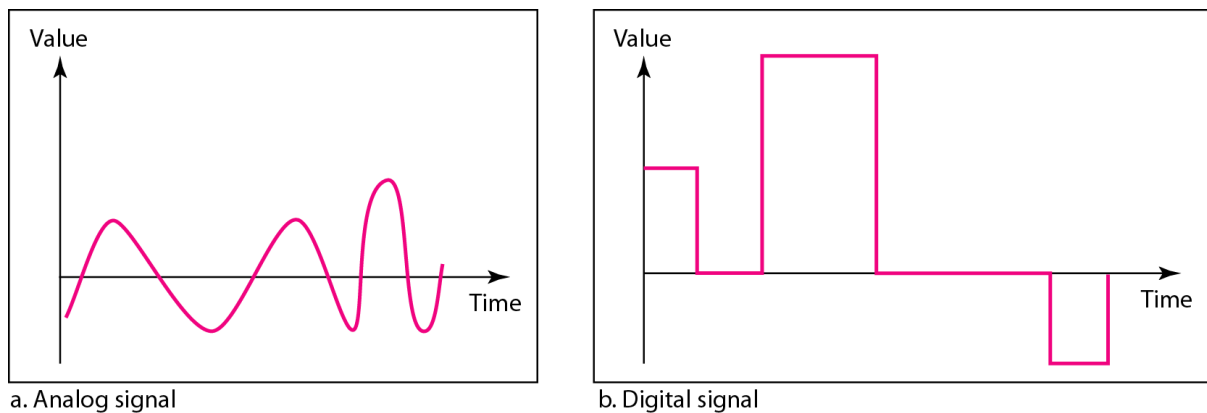 Value
Time
a. Analog signal
Value
Time
b. Digital signal